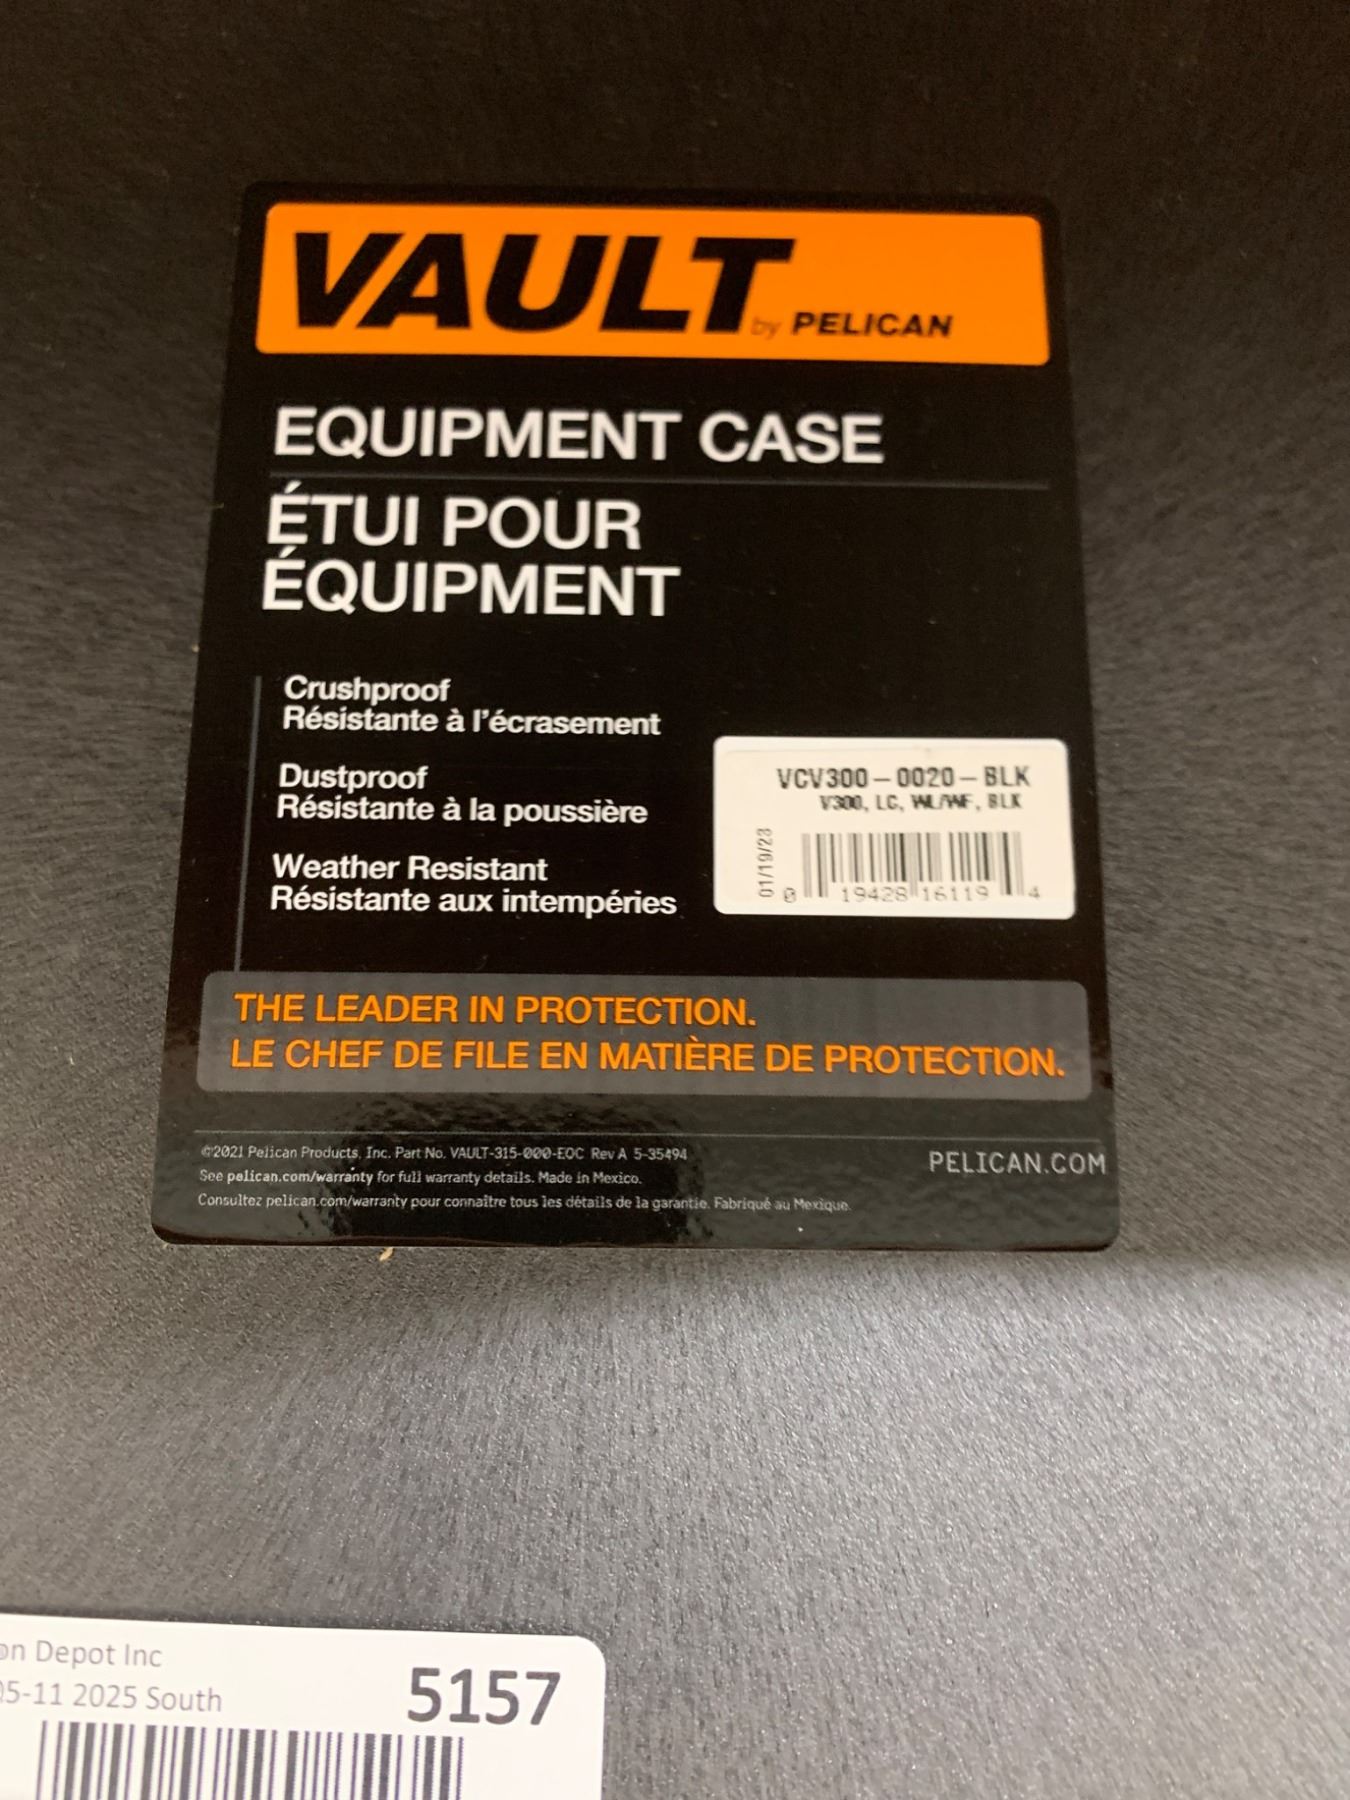 VAULT by PELICAN
EQUIPMENT CASE
ÉTUI POUR
ÉQUIPMENT
Crushproof
Résistante à l'écrasement
Dustproof
Résistante à la poussière
Weather Resistant
Résistante aux intempéries
VCV300-0020-BLK
V300, LC, WL/WF, BLK
01/19/23
0 19428 16119 4
THE LEADER IN PROTECTION.
LE CHEF DE FILE EN MATIÈRE DE PROTECTION.
©2021 Pelican Products, Inc. Part No. VAULT-315-000-EOC Rev A 5-35494
See pelican.com/warranty for full warranty details. Made in Mexico.
Consultez pelican.com/warranty pour connaître tous les détails de la garantie. Fabriqué au Mexique.
PELICAN.COM
Depot Inc
5-11 2025 South
5157